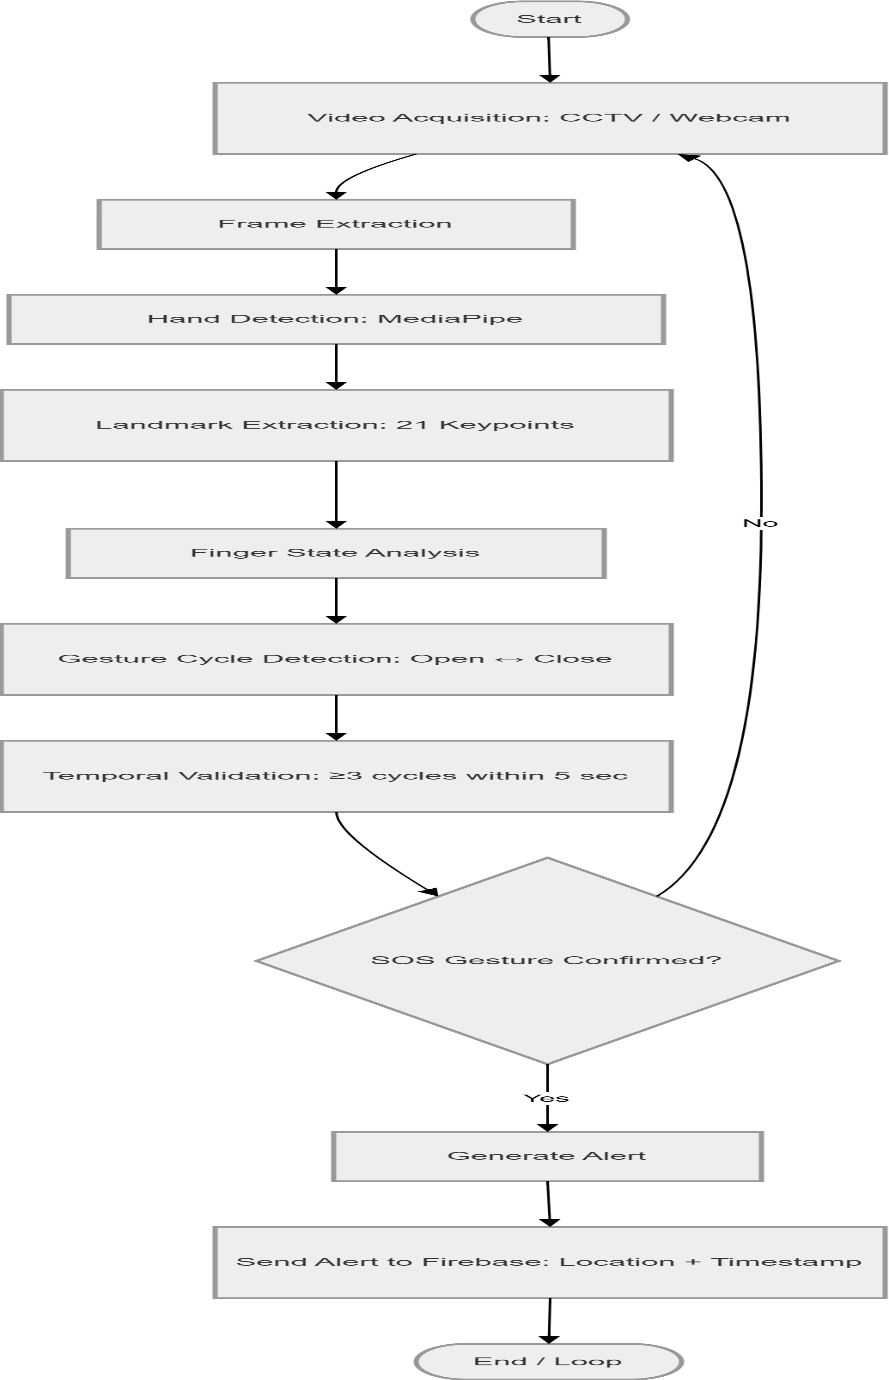 Start
Video Acquisition: CCTV / Webcam
Frame Extraction
Hand Detection: MediaPipe
Landmark Extraction: 21 Keypoints
No
Finger State Analysis
Gesture Cycle Detection: Open ↔ Close
Temporal Validation: ≥3 cycles within 5 sec
SOS Gesture Confirmed?
Yes
Generate Alert
Send Alert to Firebase: Location + Timestamp
End / Loop